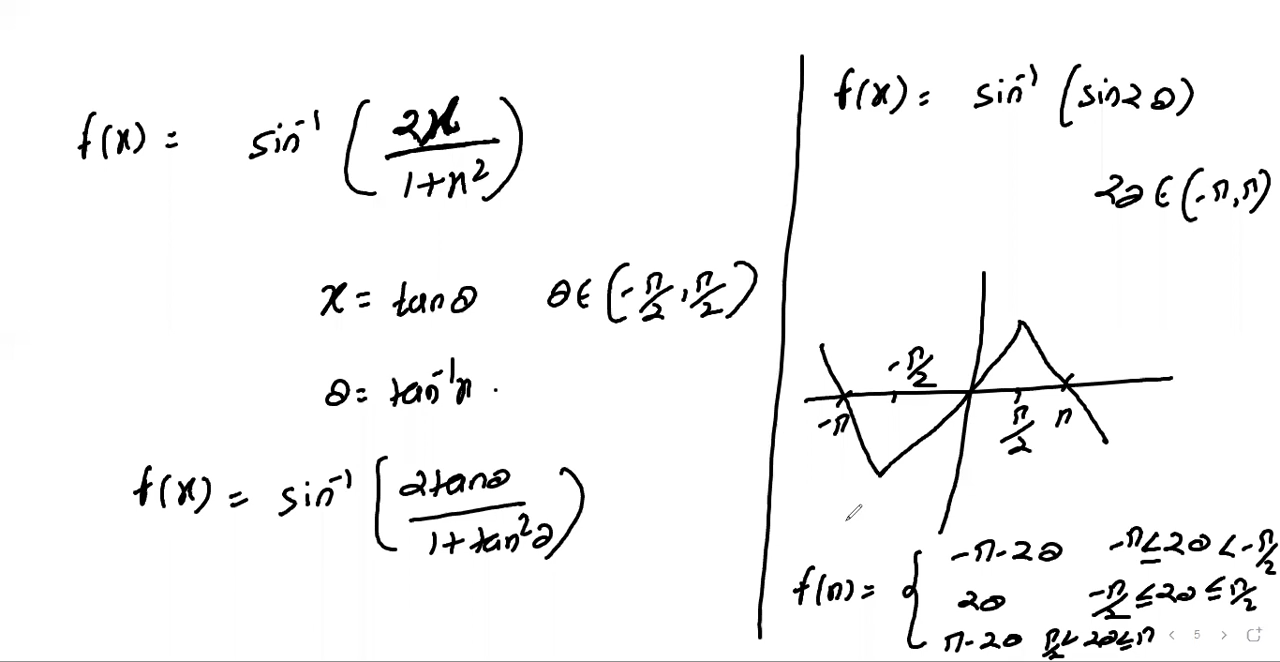 f(x) = sin⁻¹ (2x / 1+x²)
x = tanθ θ ∈ (-π/2, π/2)
θ = tan⁻¹x .
f(x) = sin⁻¹ (2tanθ / 1+tan²θ)
f(x) = sin⁻¹ (sin2θ)
2θ ∈ (-π, π)
-π/2
-π π/2 π
f(x) = { -π-2θ -π≤2θ<-π/2
2θ -π/2≤2θ≤π/2
π-2θ π/2<2θ≤π
< 5 >